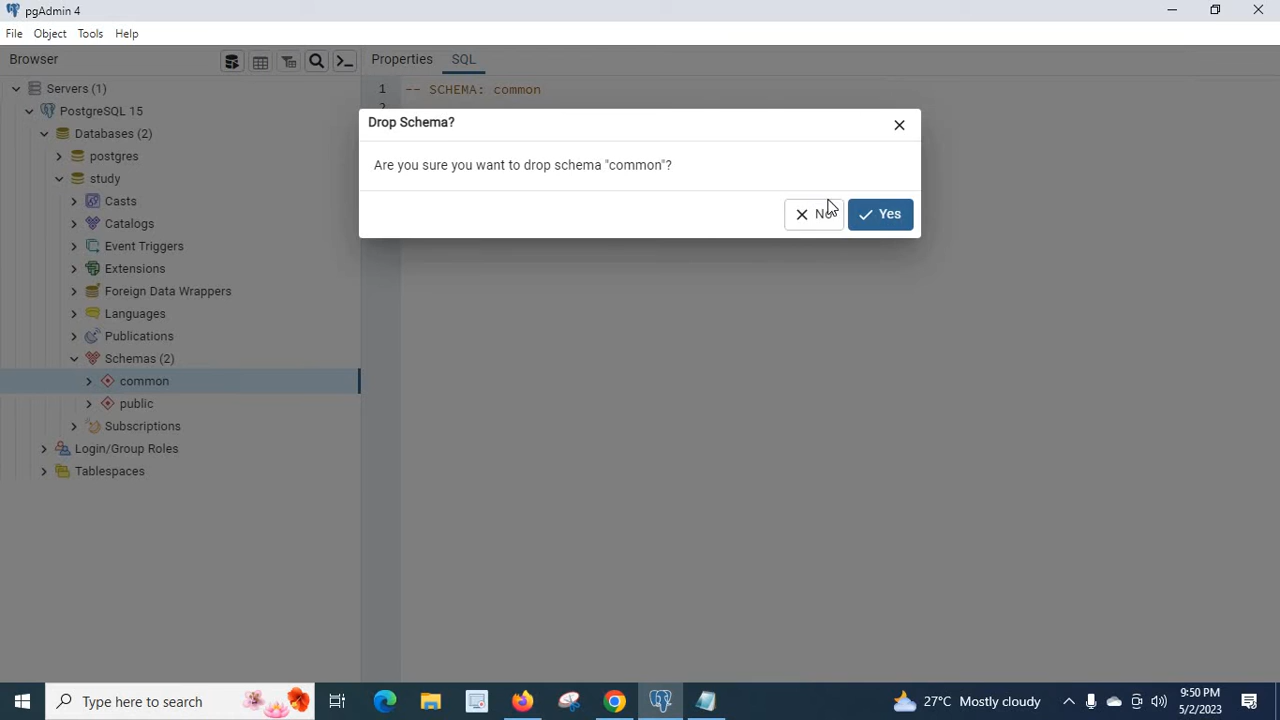 pgAdmin 4
File Object Tools Help
Browser
Properties SQL
Servers (1)
PostgreSQL 15
Databases (2)
postgres
study
Casts
Catalogs
Event Triggers
Extensions
Foreign Data Wrappers
Languages
Publications
Schemas (2)
common
public
Subscriptions
Login/Group Roles
Tablespaces
1 -- SCHEMA: common
Drop Schema?
Are you sure you want to drop schema "common"?
No Yes
Type here to search
27°C Mostly cloudy
9:50 PM
5/2/2023